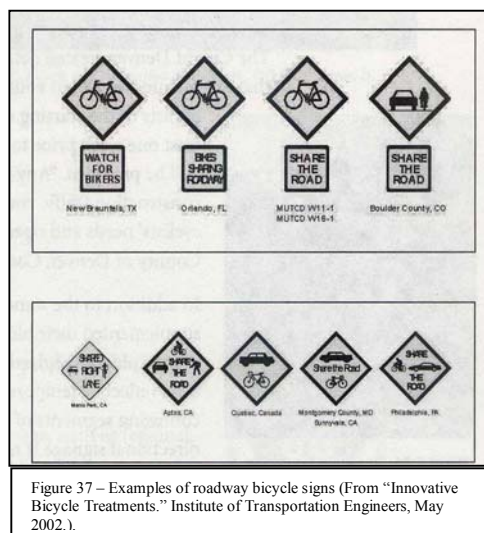 WATCH
FOR
BIKERS
New Braunfels, TX
BIKES
SHARING
ROADWAY
Orlando, FL
SHARE
THE
ROAD
MUTCD W11-1
MUTCD W16-1
SHARE
THE
ROAD
Boulder County, CO
SHARED
RIGHT
LANE
Menlo Park, CA
SHARE
THE
ROAD
Aptos, CA
Quebec, Canada
Share the Road
Montgomery County, MD
Sunnyvale, CA
SHARE
THE
ROAD
Philadelphia, PA
Figure 37 – Examples of roadway bicycle signs (From “Innovative
Bicycle Treatments.” Institute of Transportation Engineers, May
2002.).